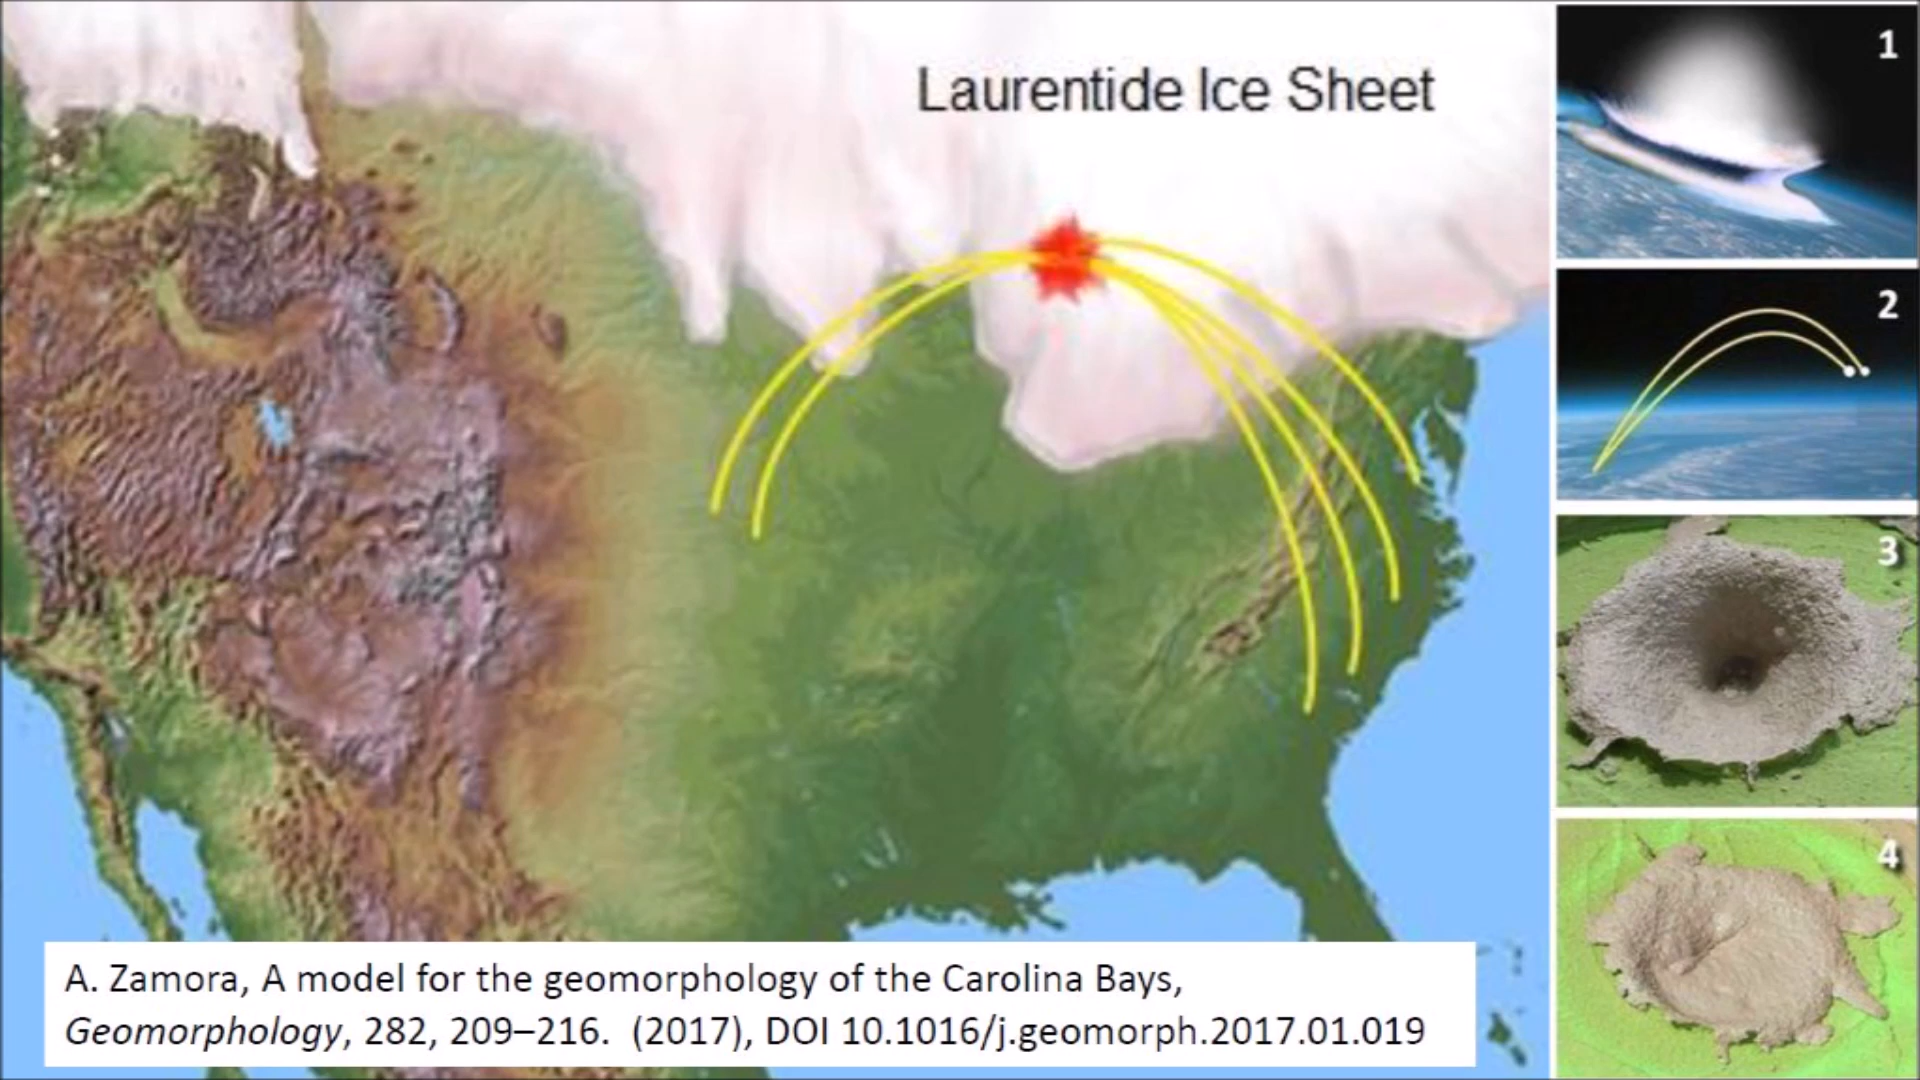 Laurentide Ice Sheet
1
2
3
4
A. Zamora, A model for the geomorphology of the Carolina Bays,
Geomorphology, 282, 209–216.  (2017), DOI 10.1016/j.geomorph.2017.01.019